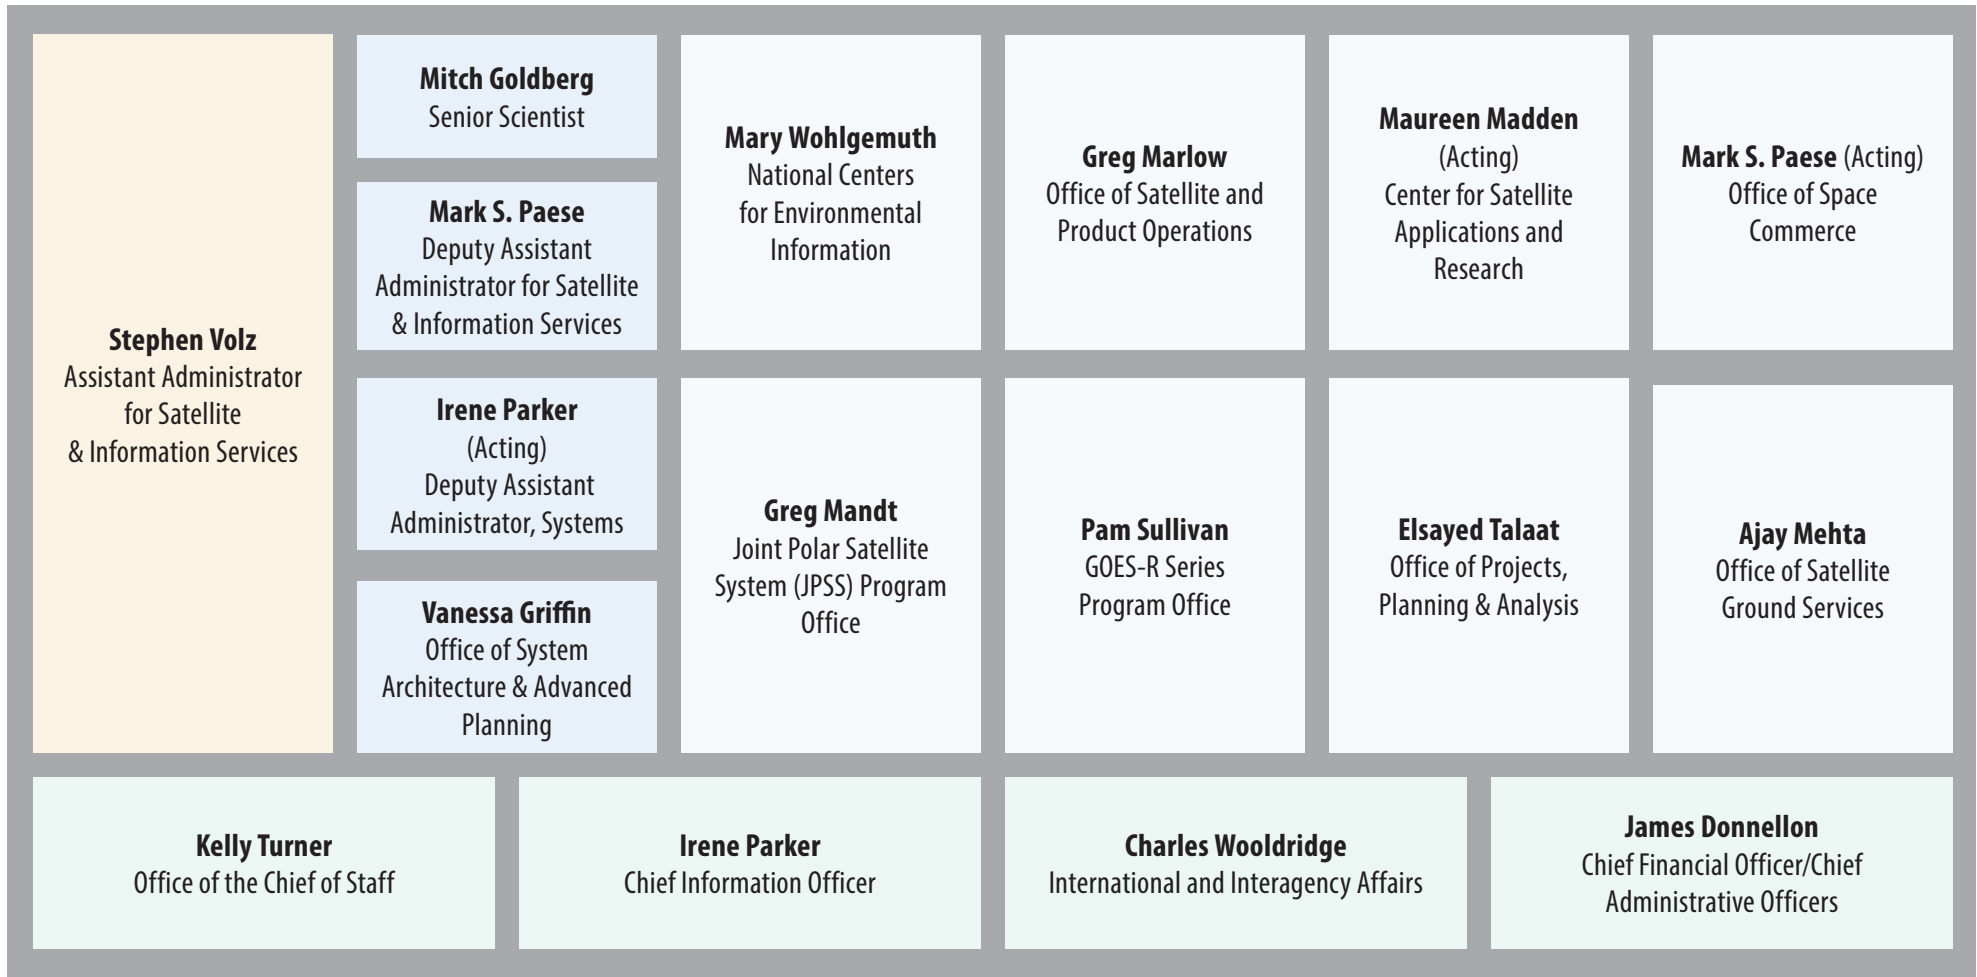 Stephen Volz
Assistant Administrator
for Satellite
& Information Services
Mitch Goldberg
Senior Scientist
Mark S. Paese
Deputy Assistant
Administrator for Satellite
& Information Services
Irene Parker
(Acting)
Deputy Assistant
Administrator, Systems
Vanessa Griffin
Office of System
Architecture & Advanced
Planning
Mary Wohlgemuth
National Centers
for Environmental
Information
Greg Marlow
Office of Satellite and
Product Operations
Maureen Madden
(Acting)
Center for Satellite
Applications and
Research
Mark S. Paese (Acting)
Office of Space
Commerce
Greg Mandt
Joint Polar Satellite
System (JPSS) Program
Office
Pam Sullivan
GOES-R Series
Program Office
Elsayed Talaat
Office of Projects,
Planning & Analysis
Ajay Mehta
Office of Satellite
Ground Services
Kelly Turner
Office of the Chief of Staff
Irene Parker
Chief Information Officer
Charles Wooldridge
International and Interagency Affairs
James Donnellon
Chief Financial Officer/Chief
Administrative Officers